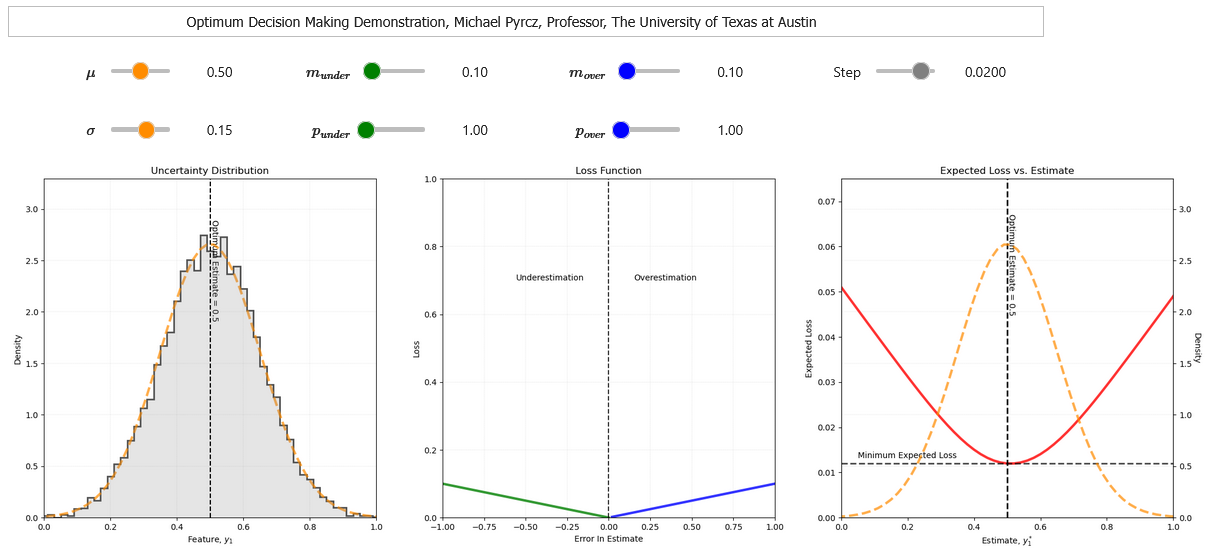 Optimum Decision Making Demonstration, Michael Pyrcz, Professor, The University of Texas at Austin
μ 0.50 m_under 0.10 m_over 0.10 Step 0.0200
σ 0.15 p_under 1.00 p_over 1.00
Uncertainty Distribution
Optimum Estimate = 0.5
Density
3.0
2.5
2.0
1.5
1.0
0.5
0.0
0.0 0.2 0.4 0.6 0.8 1.0
Feature, y₁
Loss Function
Underestimation Overestimation
Loss
1.0
0.8
0.6
0.4
0.2
0.0
−1.00 −0.75 −0.50 −0.25 0.00 0.25 0.50 0.75 1.00
Error In Estimate
Expected Loss vs. Estimate
Optimum Estimate = 0.5
Minimum Expected Loss
Expected Loss
0.07
0.06
0.05
0.04
0.03
0.02
0.01
0.00
0.0 0.2 0.4 0.6 0.8 1.0
Estimate, y₁*
3.0
2.5
2.0
1.5
1.0
0.5
0.0
Density